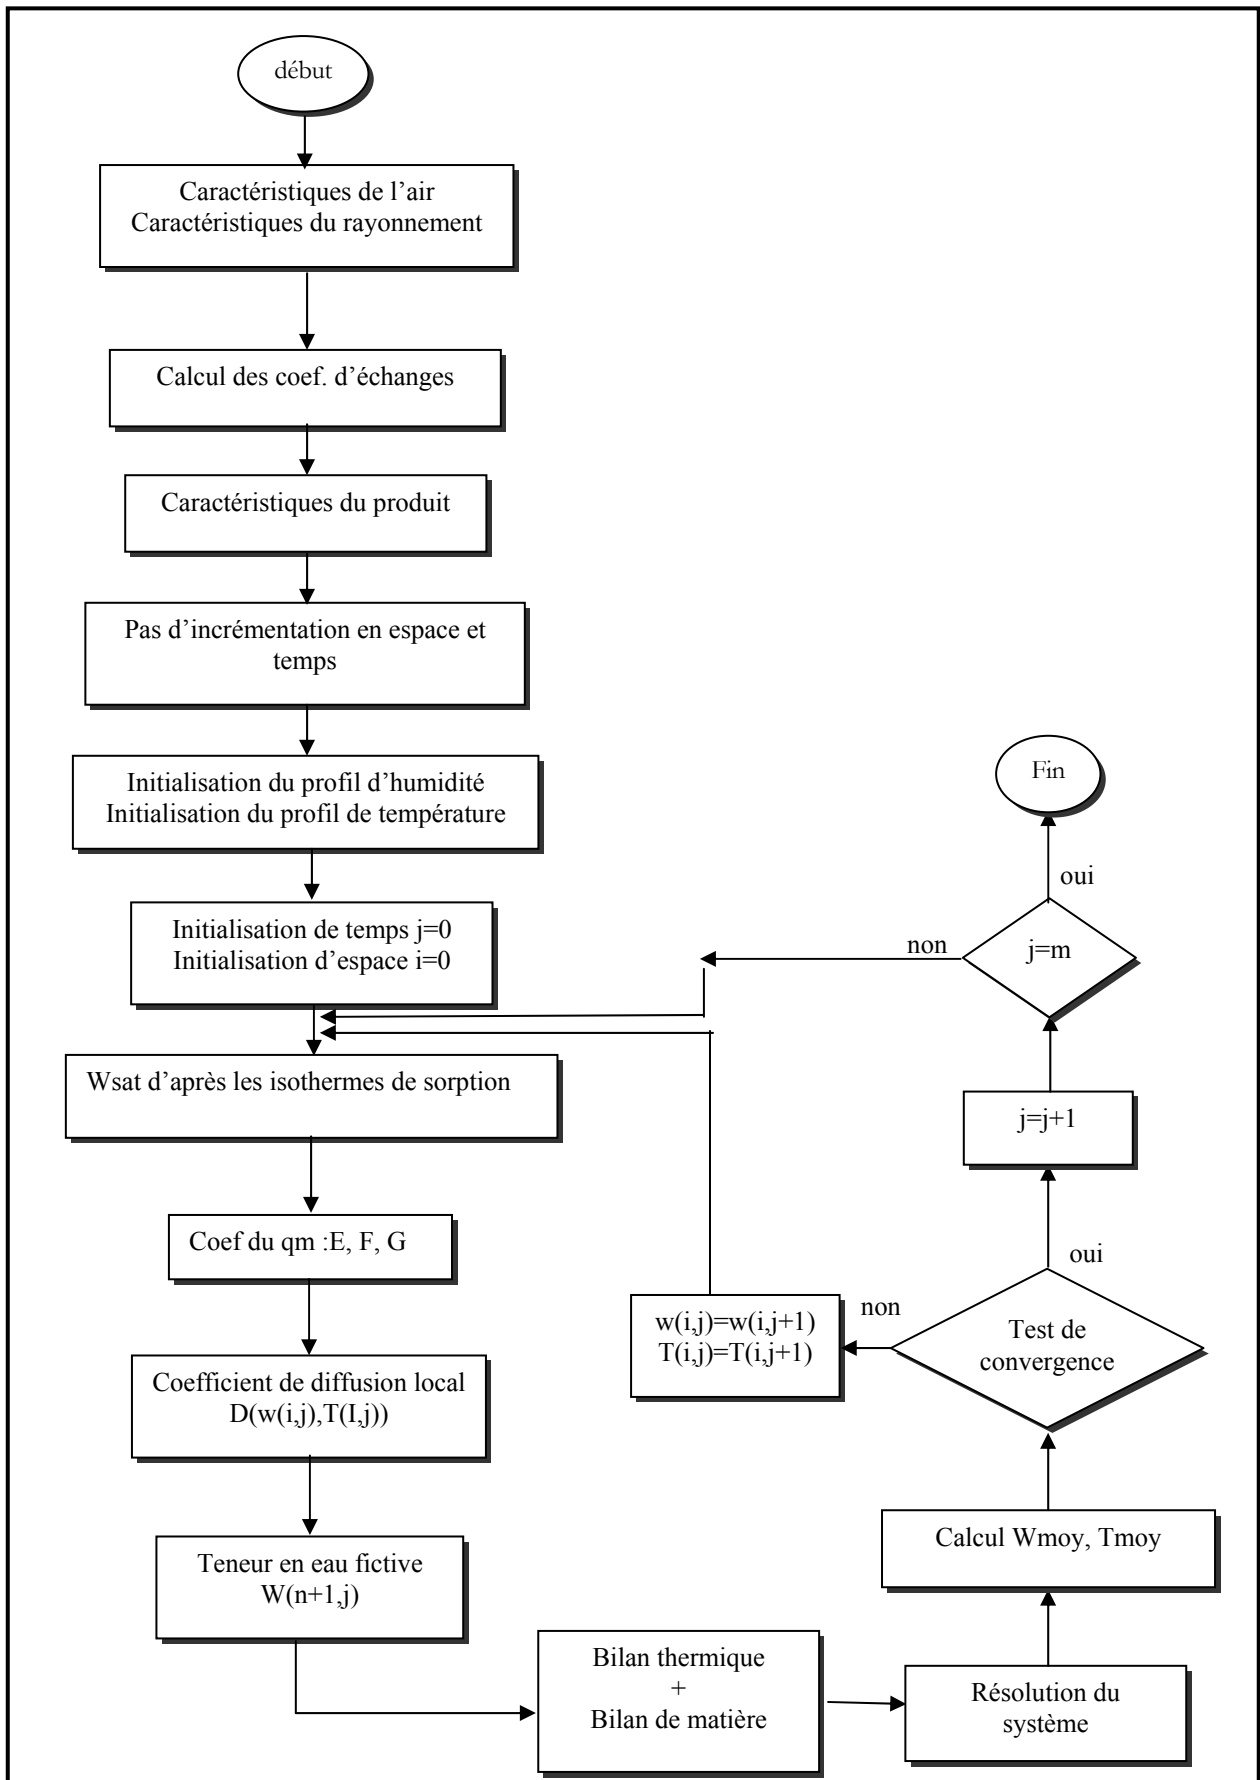 début
Caractéristiques de l’air
Caractéristiques du rayonnement
Calcul des coef. d’échanges
Caractéristiques du produit
Pas d’incrémentation en espace et
temps
Initialisation du profil d’humidité
Initialisation du profil de température
Initialisation de temps j=0
Initialisation d’espace i=0
Wsat d’après les isothermes de sorption
Coef du qm :E, F, G
Coefficient de diffusion local
D(w(i,j),T(I,j))
Teneur en eau fictive
W(n+1,j)
Bilan thermique
+
Bilan de matière
Résolution du
système
Calcul Wmoy, Tmoy
Test de
convergence
non
w(i,j)=w(i,j+1)
T(i,j)=T(i,j+1)
oui
j=j+1
j=m
non
oui
Fin